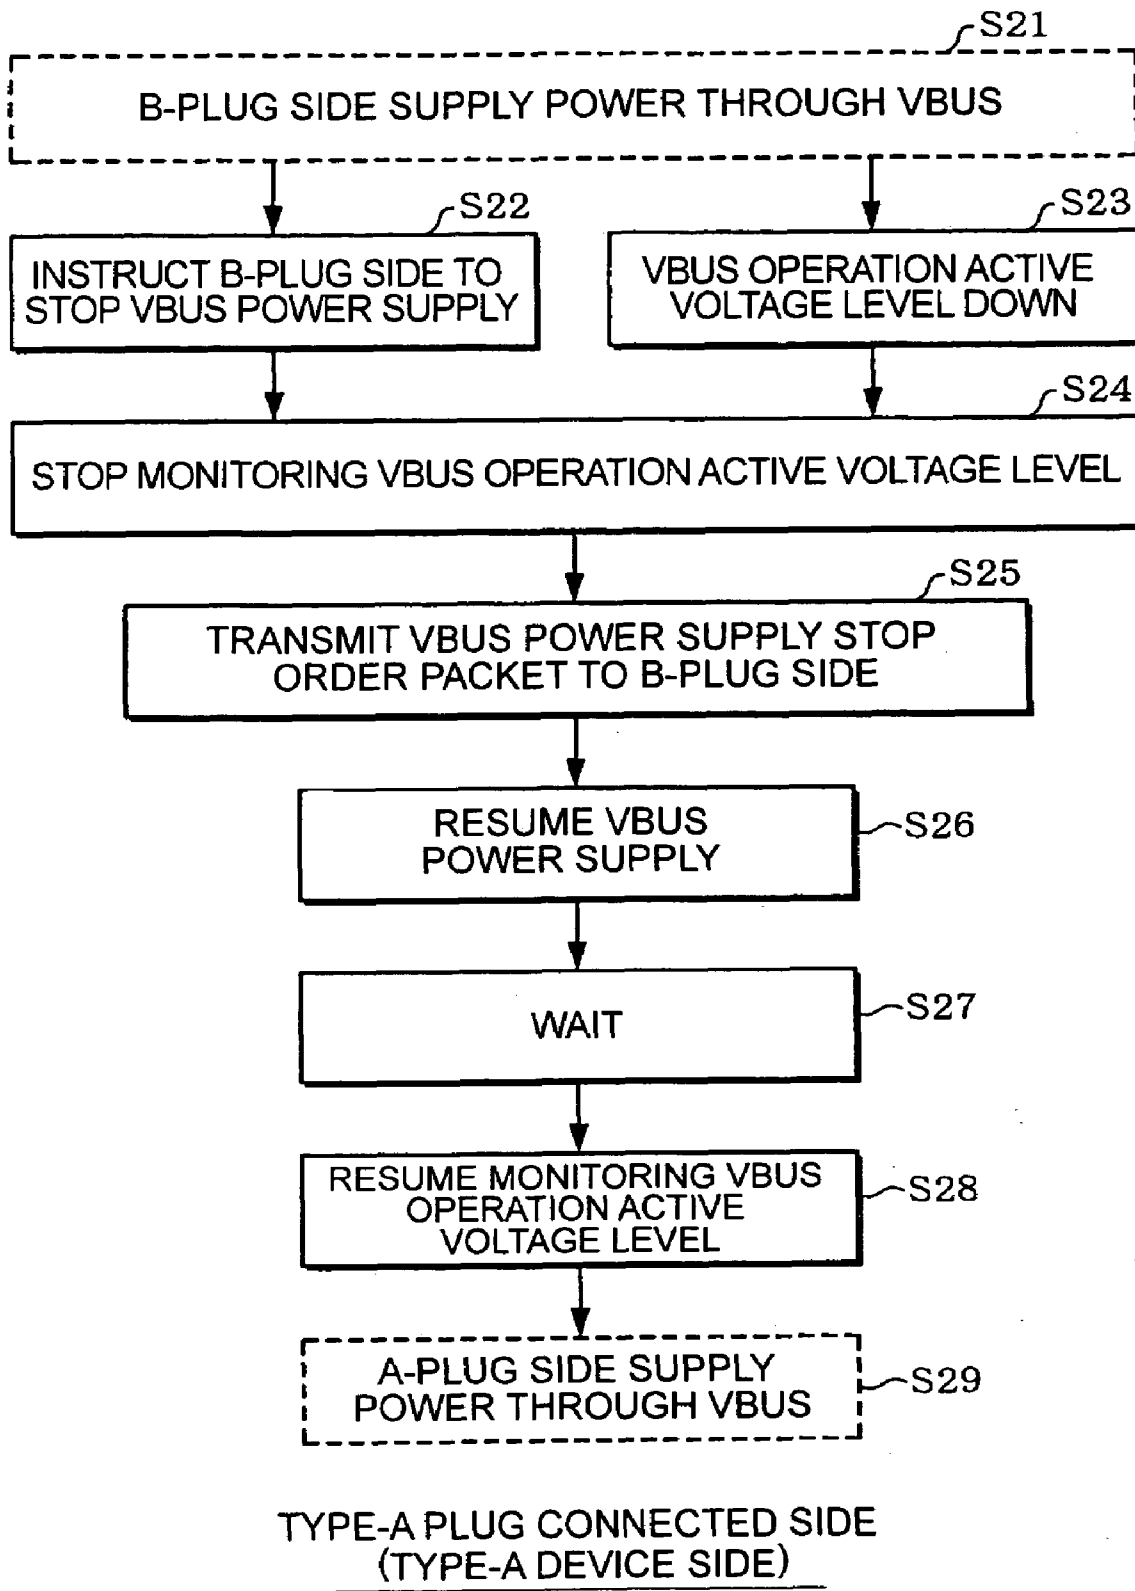 S21
B-PLUG SIDE SUPPLY POWER THROUGH VBUS
S22
INSTRUCT B-PLUG SIDE TO
STOP VBUS POWER SUPPLY
S23
VBUS OPERATION ACTIVE
VOLTAGE LEVEL DOWN
S24
STOP MONITORING VBUS OPERATION ACTIVE VOLTAGE LEVEL
S25
TRANSMIT VBUS POWER SUPPLY STOP
ORDER PACKET TO B-PLUG SIDE
RESUME VBUS
POWER SUPPLY
S26
WAIT
S27
RESUME MONITORING VBUS
OPERATION ACTIVE
VOLTAGE LEVEL
S28
A-PLUG SIDE SUPPLY
POWER THROUGH VBUS
S29
TYPE-A PLUG CONNECTED SIDE
(TYPE-A DEVICE SIDE)